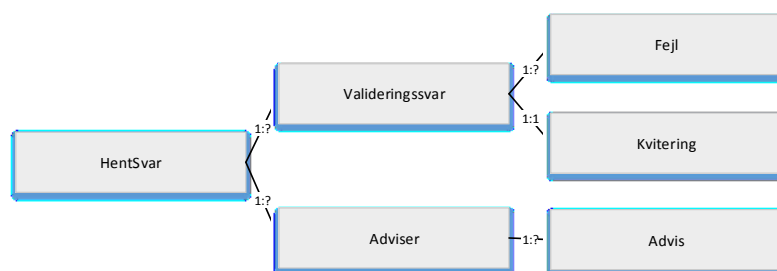 Fejl
1:?
Valideringssvar
1:1
1:?
Kvitering
HentSvar
1:?
Adviser
1:?
Advis